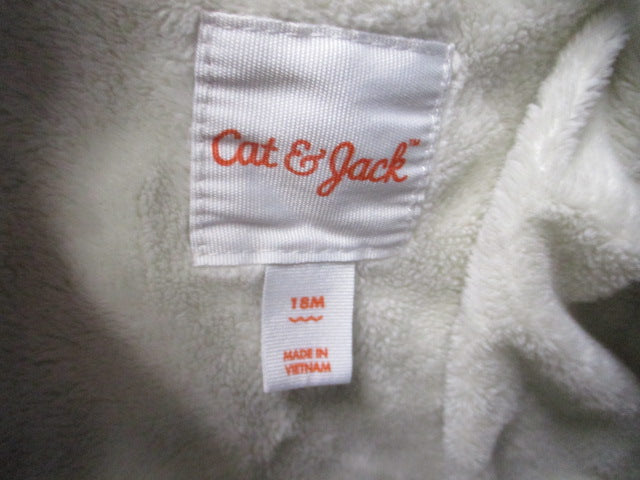 Cat & Jack™
18M
MADE IN
VIETNAM